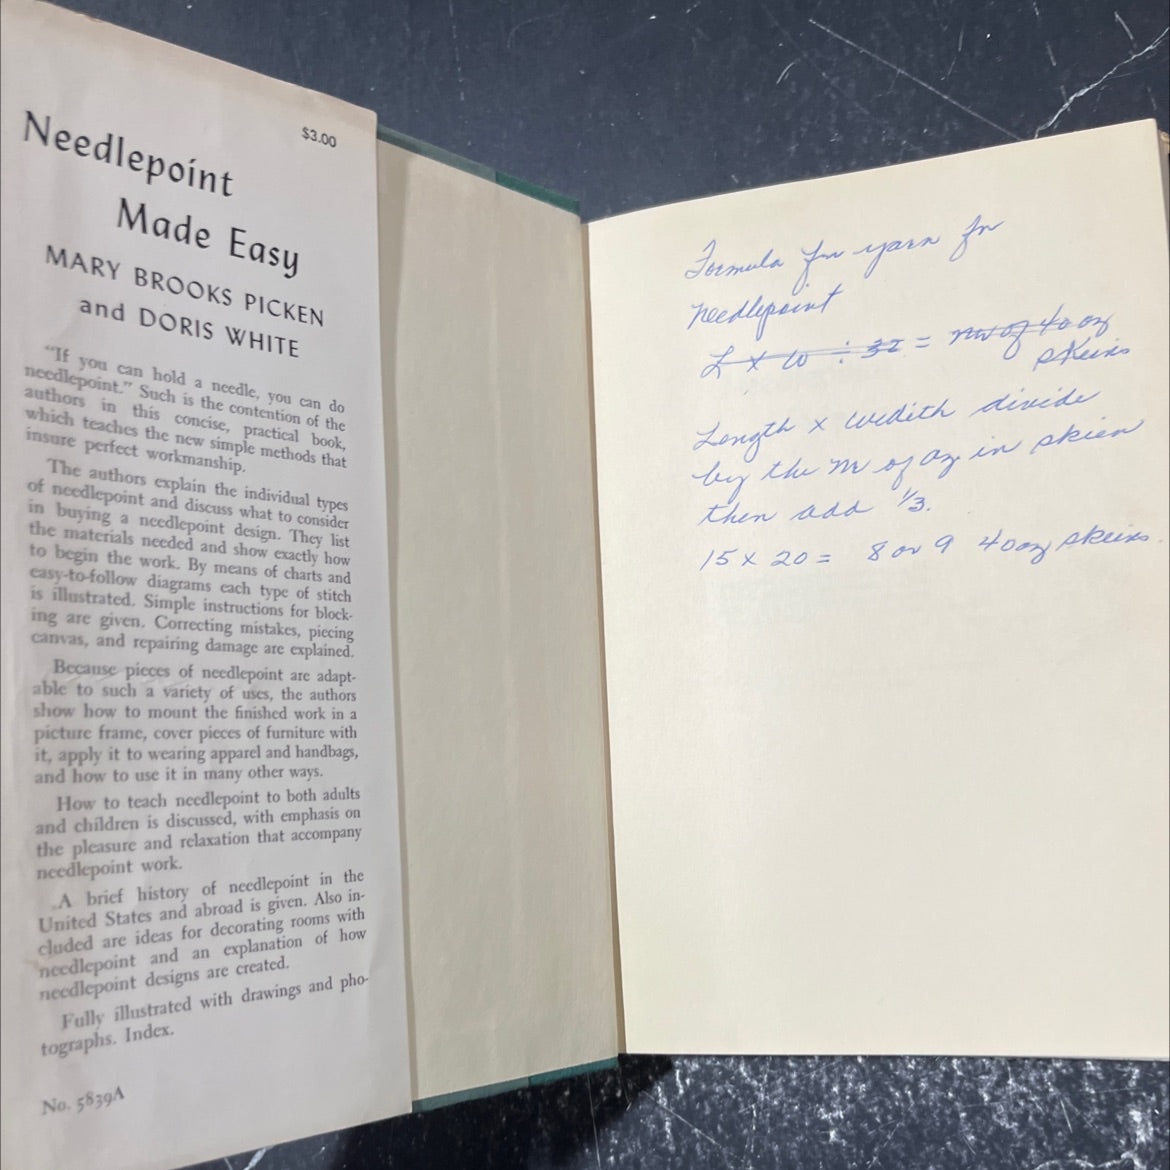 $3.00
Needlepoint
Made Easy
MARY BROOKS PICKEN
and DORIS WHITE
"If you can hold a needle, you can do
needlepoint." Such is the contention of the
authors in this concise, practical book,
which teaches the new simple methods that
insure perfect workmanship.
The authors explain the individual types
of needlepoint and discuss what to consider
in buying a needlepoint design. They list
the materials needed and show exactly how
to begin the work. By means of charts and
easy-to-follow diagrams each type of stitch
is illustrated. Simple instructions for block-
ing are given. Correcting mistakes, piecing
canvas, and repairing damage are explained.
Because pieces of needlepoint are adapt-
able to such a variety of uses, the authors
show how to mount the finished work in a
picture frame, cover pieces of furniture with
it, apply it to wearing apparel and handbags,
and how to use it in many other ways.
How to teach needlepoint to both adults
and children is discussed, with emphasis on
the pleasure and relaxation that accompany
needlepoint work.
A brief history of needlepoint in the
United States and abroad is given. Also in-
cluded are ideas for decorating rooms with
needlepoint and an explanation of how
needlepoint designs are created.
Fully illustrated with drawings and pho-
tographs. Index.
No. 5839A
Formula for yarn for
needlepoint
L x W ÷ 32 = of 40 oz
skeins
Length x wedith divide
by the of oz in skien
then add 1/3.
15 x 20 = 8 or 9 40 oz skeins.